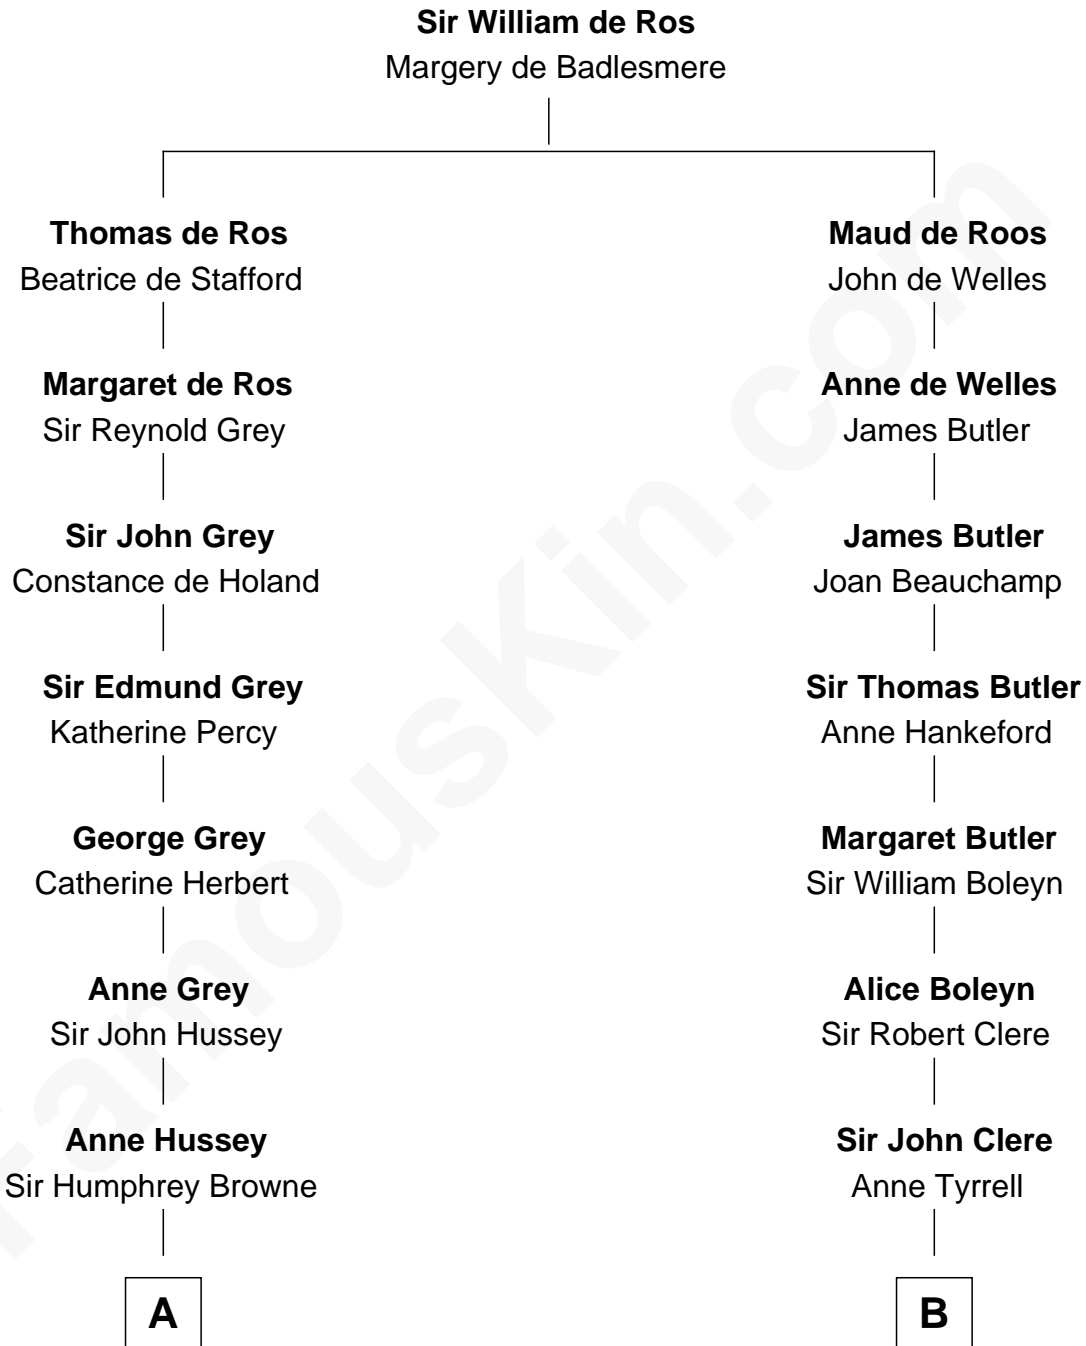 Sir William de Ros
Margery de Badlesmere
Thomas de Ros
Beatrice de Stafford
Maud de Roos
John de Welles
Margaret de Ros
Sir Reynold Grey
Anne de Welles
James Butler
Sir John Grey
Constance de Holand
James Butler
Joan Beauchamp
Sir Edmund Grey
Katherine Percy
Sir Thomas Butler
Anne Hankeford
George Grey
Catherine Herbert
Margaret Butler
Sir William Boleyn
Anne Grey
Sir John Hussey
Alice Boleyn
Sir Robert Clere
Anne Hussey
Sir Humphrey Browne
Sir John Clere
Anne Tyrrell
A
B
FamousKin.com